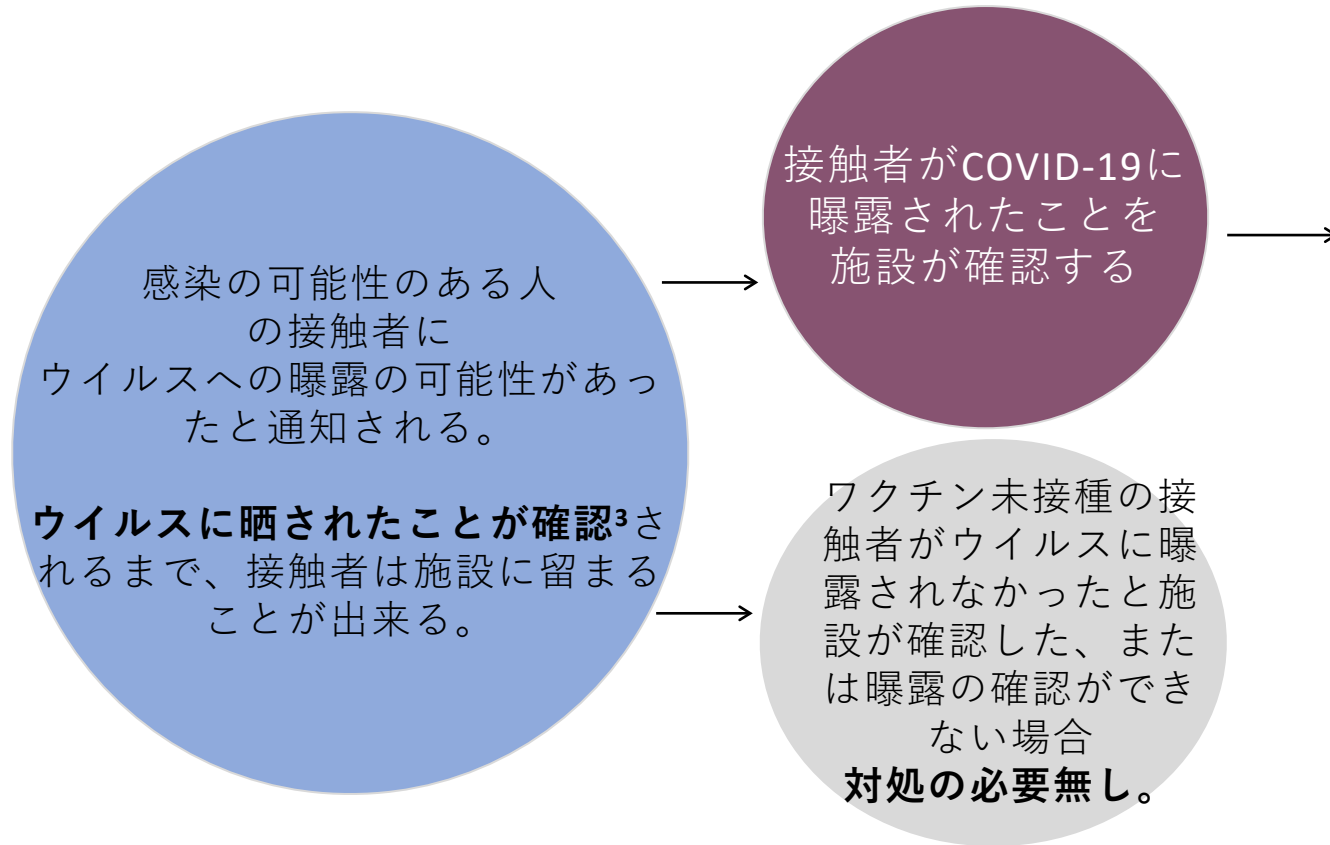 感染の可能性のある人
の接触者に
ウイルスへの曝露の可能性があっ
たと通知される。
ウイルスに晒されたことが確認³さ
れるまで、接触者は施設に留まる
ことが出来る。
接触者がCOVID-19に
曝露されたことを
施設が確認する
ワクチン未接種の接
触者がウイルスに曝
露されなかったと施
設が確認した、また
は曝露の確認ができ
ない場合
対処の必要無し。